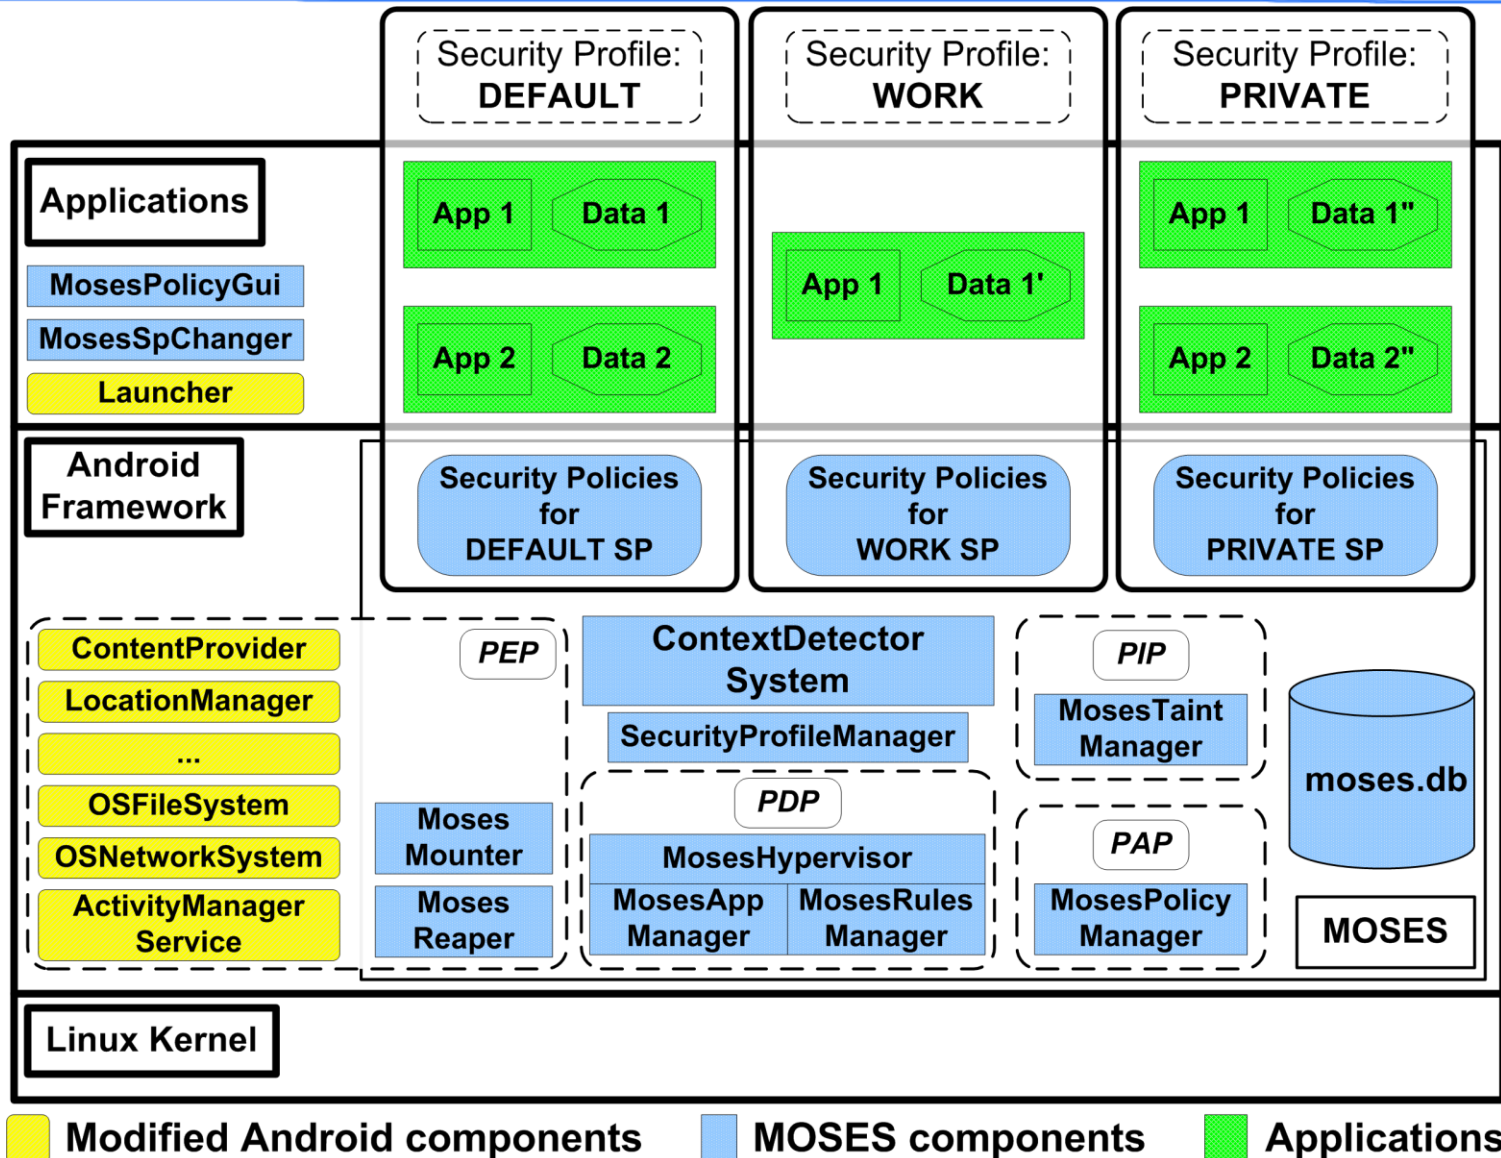 Security Profile:
DEFAULT
Security Profile:
WORK
Security Profile:
PRIVATE
Applications
MosesPolicyGui
MosesSpChanger
Launcher
App 1
Data 1
App 2
Data 2
App 1
Data 1'
App 1
Data 1"
App 2
Data 2"
Android
Framework
Security Policies
for
DEFAULT SP
Security Policies
for
WORK SP
Security Policies
for
PRIVATE SP
ContentProvider
LocationManager
...
OSFileSystem
OSNetworkSystem
ActivityManager
Service
PEP
Moses
Mounter
Moses
Reaper
ContextDetector
System
SecurityProfileManager
PDP
MosesHypervisor
MosesApp
Manager
MosesRules
Manager
PIP
MosesTaint
Manager
PAP
MosesPolicy
Manager
moses.db
MOSES
Linux Kernel
Modified Android components
MOSES components
Applications